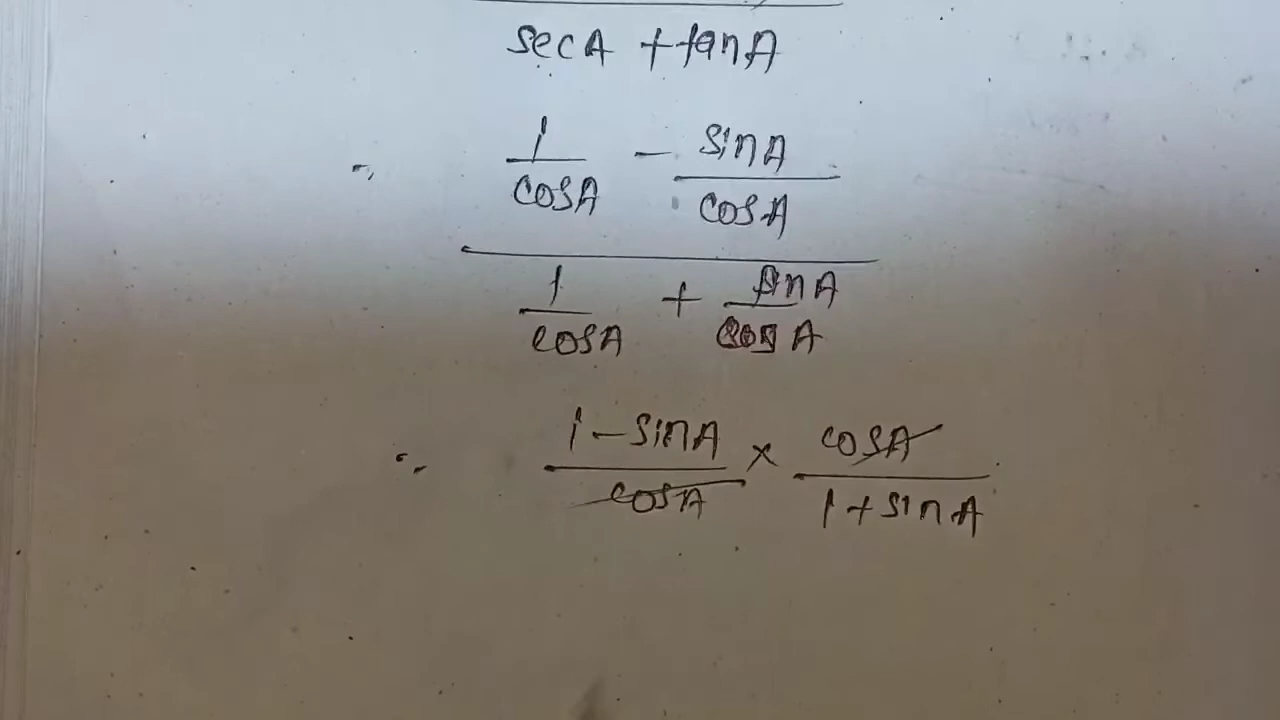 secA + tanA
∴ 1/cosA - sinA/cosA
1/cosA + sinA/cosA
∴ 1-sinA/cosA × cosA/1+sinA